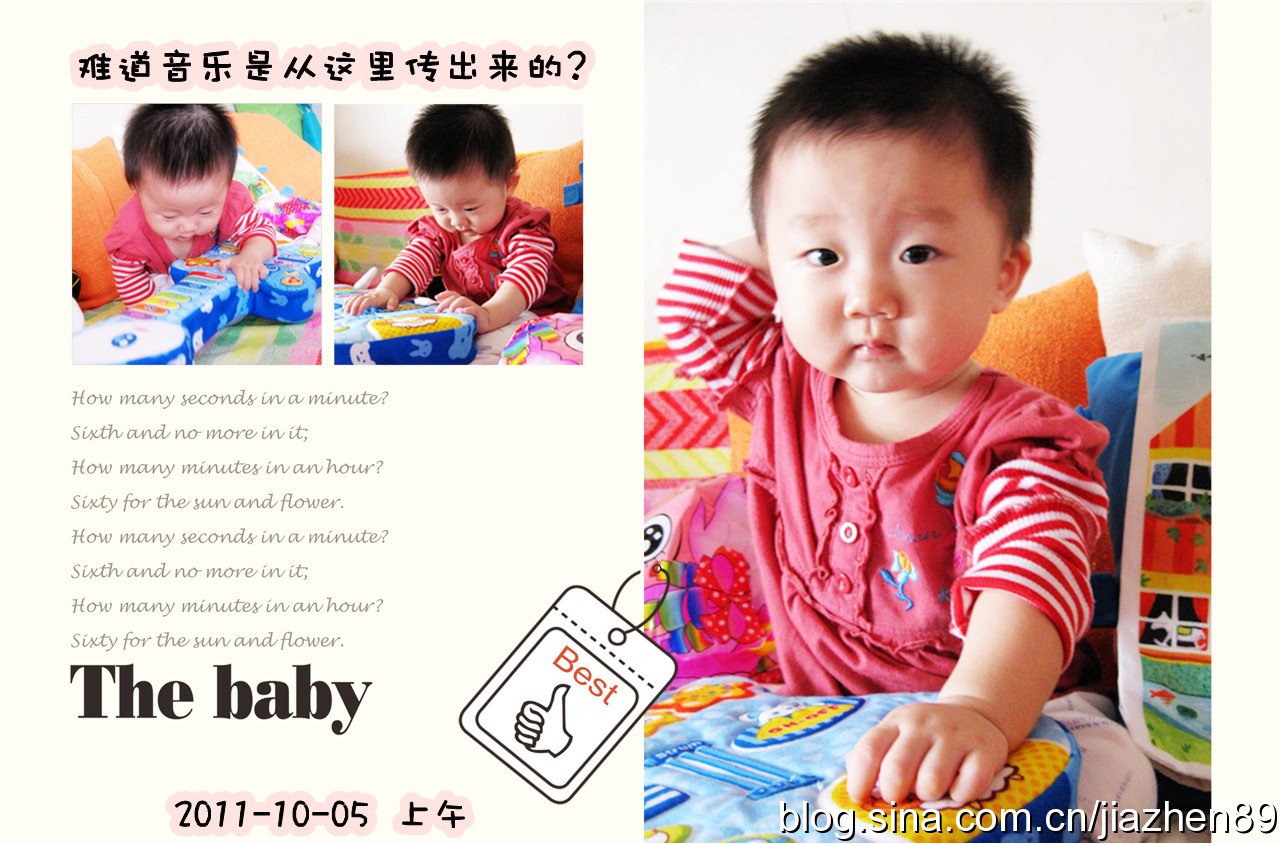 难道音乐是从这里传出来的?
How many seconds in a minute?
Sixth and no more in it;
How many minutes in an hour?
Sixty for the sun and flower.
How many seconds in a minute?
Sixth and no more in it;
How many minutes in an hour?
Sixty for the sun and flower.
The baby
Best
2011-10-05 上午
Strum
blog.sina.com.cn/jiazhen89